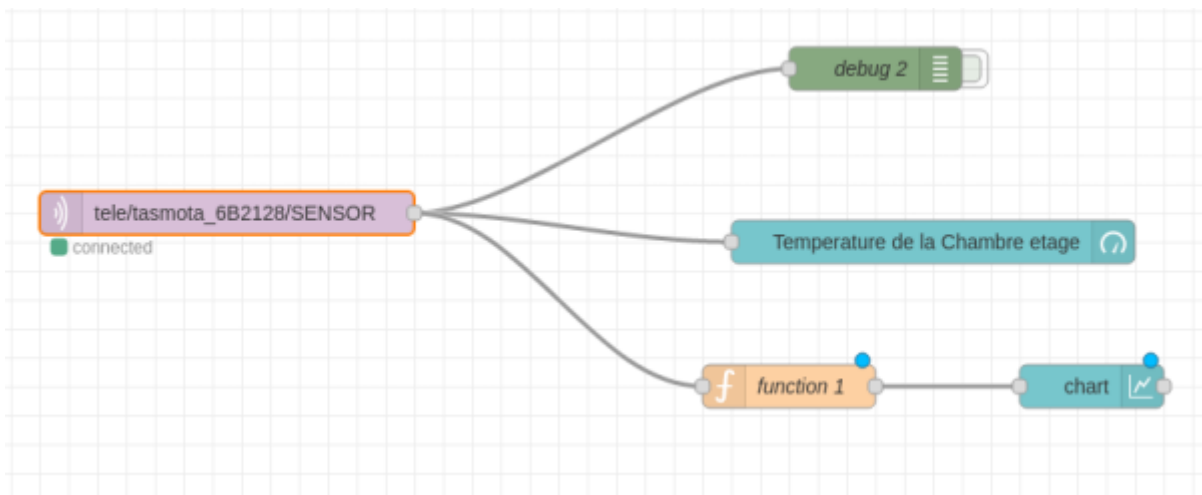 debug 2
tele/tasmota_6B2128/SENSOR
connected
Temperature de la Chambre etage
function 1
chart